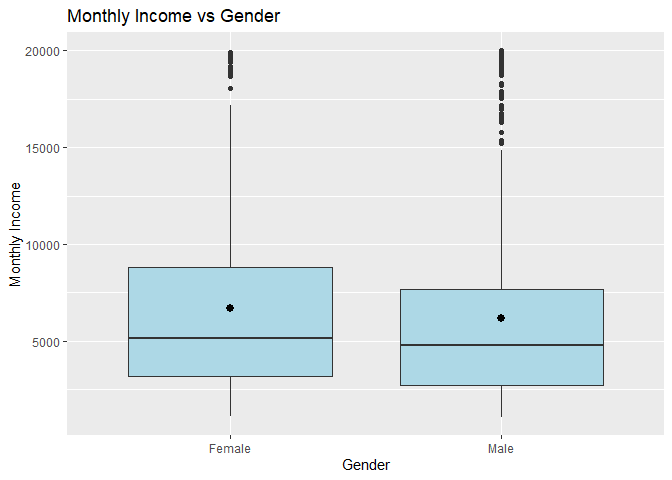 Monthly Income vs Gender
20000
15000
10000
5000
Monthly Income
Female
Male
Gender